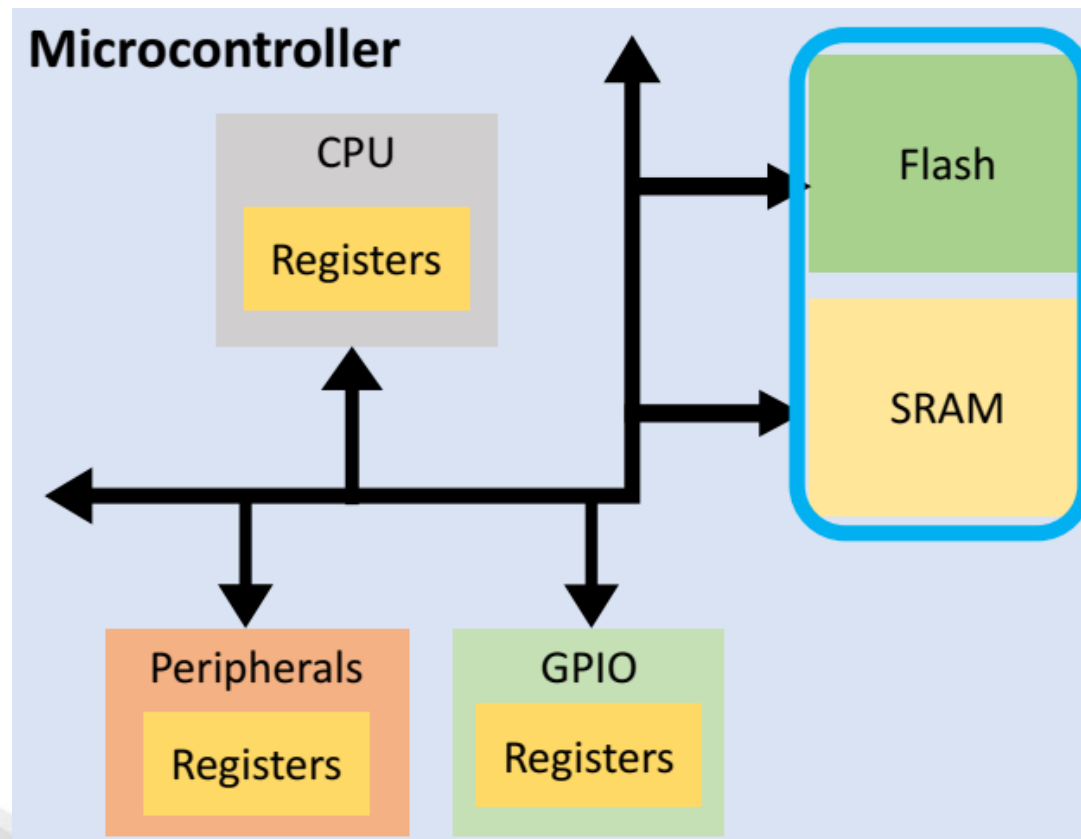 Microcontroller
CPU
Registers
Flash
SRAM
Peripherals
Registers
GPIO
Registers